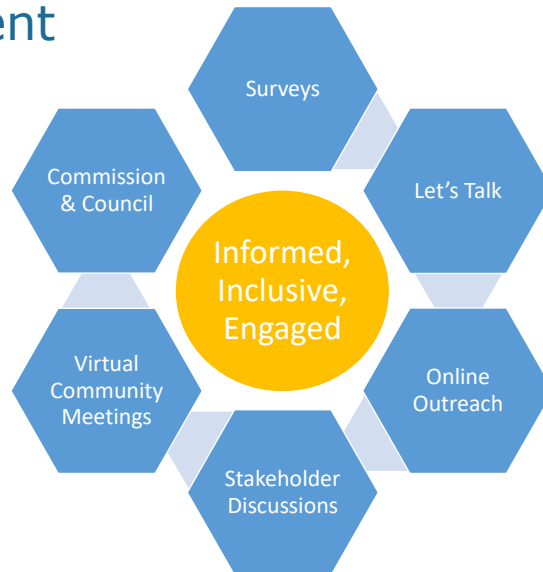 ent
Surveys
Let's Talk
Online
Outreach
Stakeholder
Discussions
Virtual
Community
Meetings
Commission
& Council
Informed,
Inclusive,
Engaged